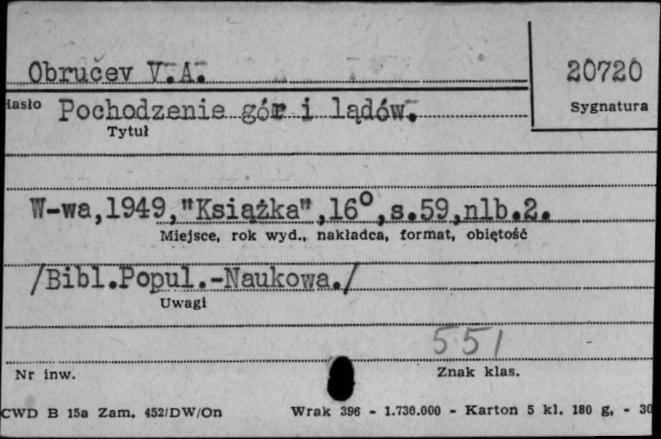 Obrucev V.A.
20720
Hasło
Sygnatura
Pochodzenie gór i lądów.
Tytuł
W-wa,1949,"Książka",16°,s.59,nlb.2.
Miejsce, rok wyd., nakładca, format, objętość
/Bibl.Popul.-Naukowa./
Uwagi
551
Nr inw.
Znak klas.
CWD B 15a Zam. 452/DW/On
Wrak 396 - 1.730.000 - Karton 5 kl. 180 g, - 30